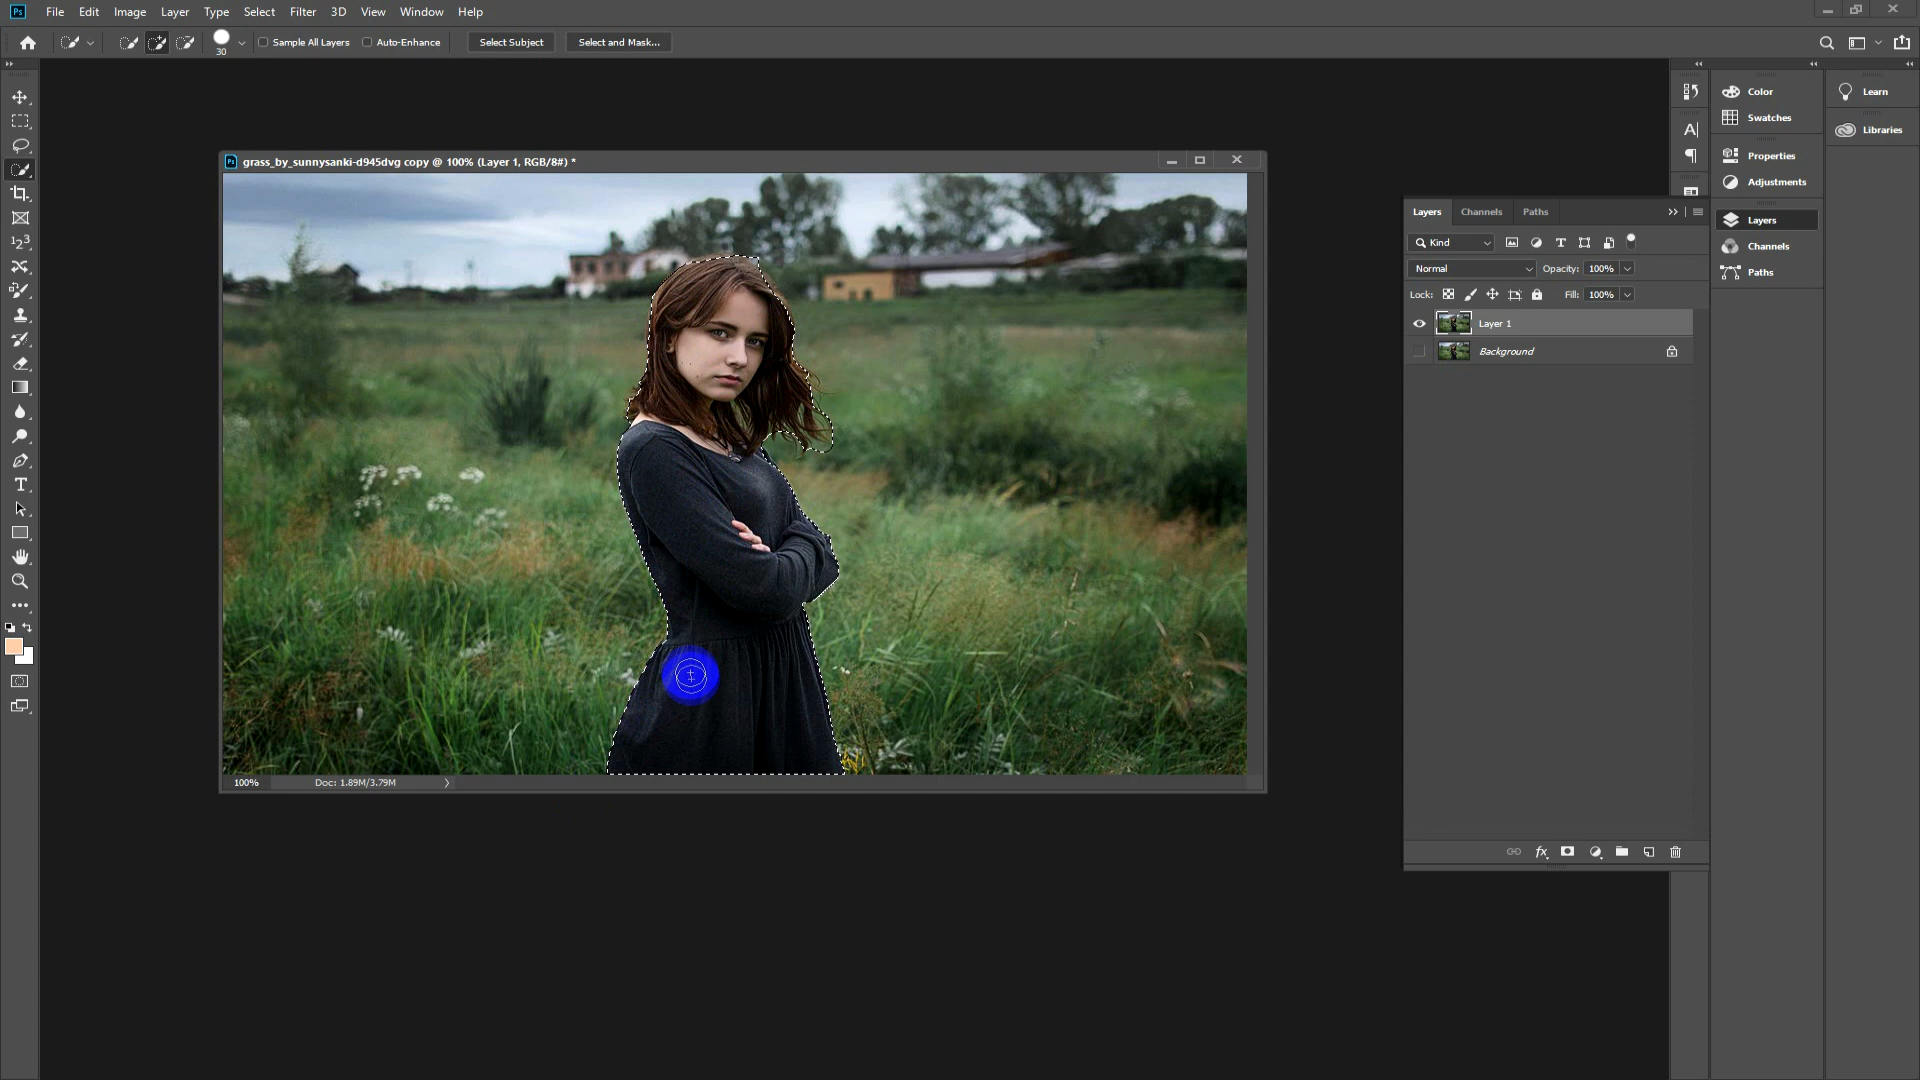 Ps File Edit Image Layer Type Select Filter 3D View Window Help
30 Sample All Layers Auto-Enhance Select Subject Select and Mask...
Color Learn
Swatches
Libraries
Properties
Adjustments
Layers
Channels
Paths
Ps grass_by_sunnysanki-d945dvg copy @ 100% (Layer 1, RGB/8#) *
Layers Channels Paths
Kind
Normal Opacity: 100%
Lock: Fill: 100%
Layer 1
Background
fx
100% Doc: 1.89M/3.79M